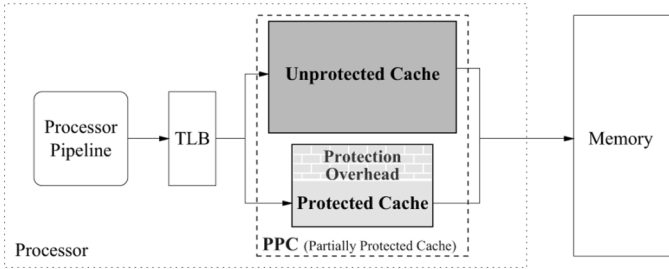 Unprotected Cache
Processor
Pipeline
TLB
Protection
Overhead
Protected Cache
Memory
PPC (Partially Protected Cache)
Processor